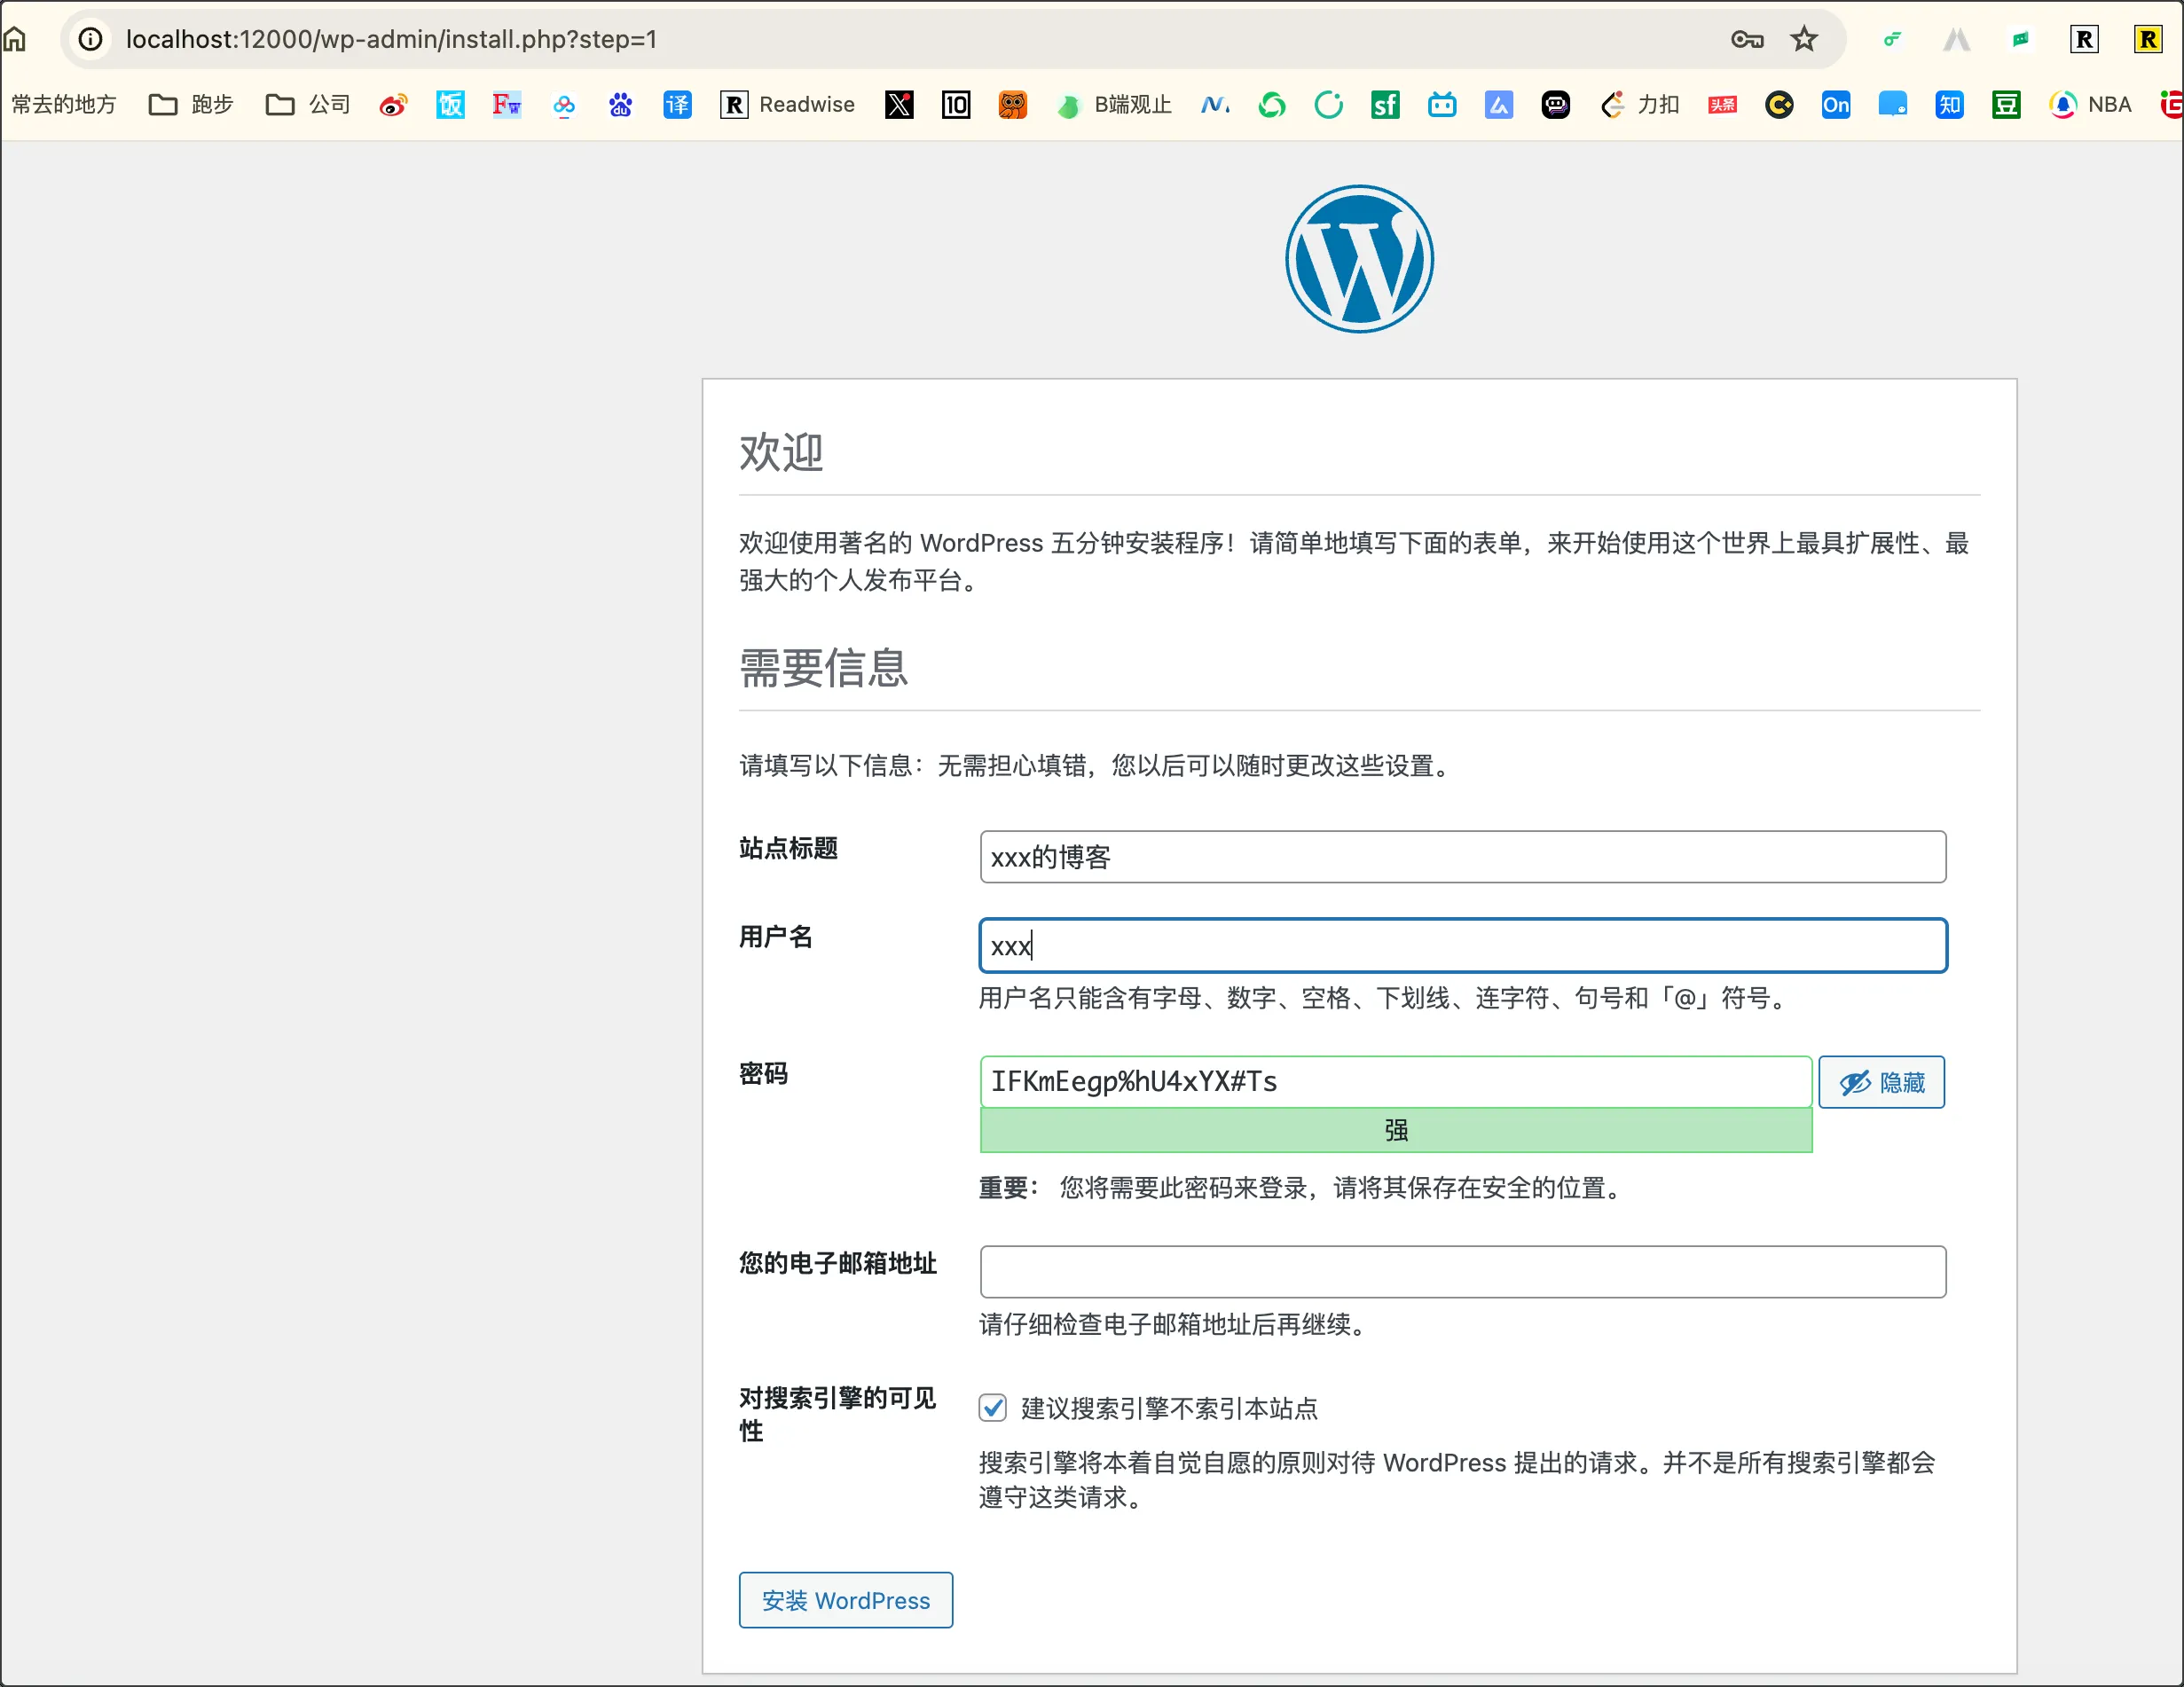 localhost:12000/wp-admin/install.php?step=1
R
R
常去的地方 跑步 公司 饭 Fw du 译 R Readwise X 10 B端观止 sf 力扣 头条 On 知 豆 NBA
欢迎
欢迎使用著名的 WordPress 五分钟安装程序！请简单地填写下面的表单，来开始使用这个世界上最具扩展性、最
强大的个人发布平台。
需要信息
请填写以下信息：无需担心填错，您以后可以随时更改这些设置。
站点标题
xxx的博客
用户名
xxx
用户名只能含有字母、数字、空格、下划线、连字符、句号和「@」符号。
密码
IFKmEegp%hU4xYX#Ts
隐藏
强
重要： 您将需要此密码来登录，请将其保存在安全的位置。
您的电子邮箱地址
请仔细检查电子邮箱地址后再继续。
对搜索引擎的可见
性
建议搜索引擎不索引本站点
搜索引擎将本着自觉自愿的原则对待 WordPress 提出的请求。并不是所有搜索引擎都会
遵守这类请求。
安装 WordPress